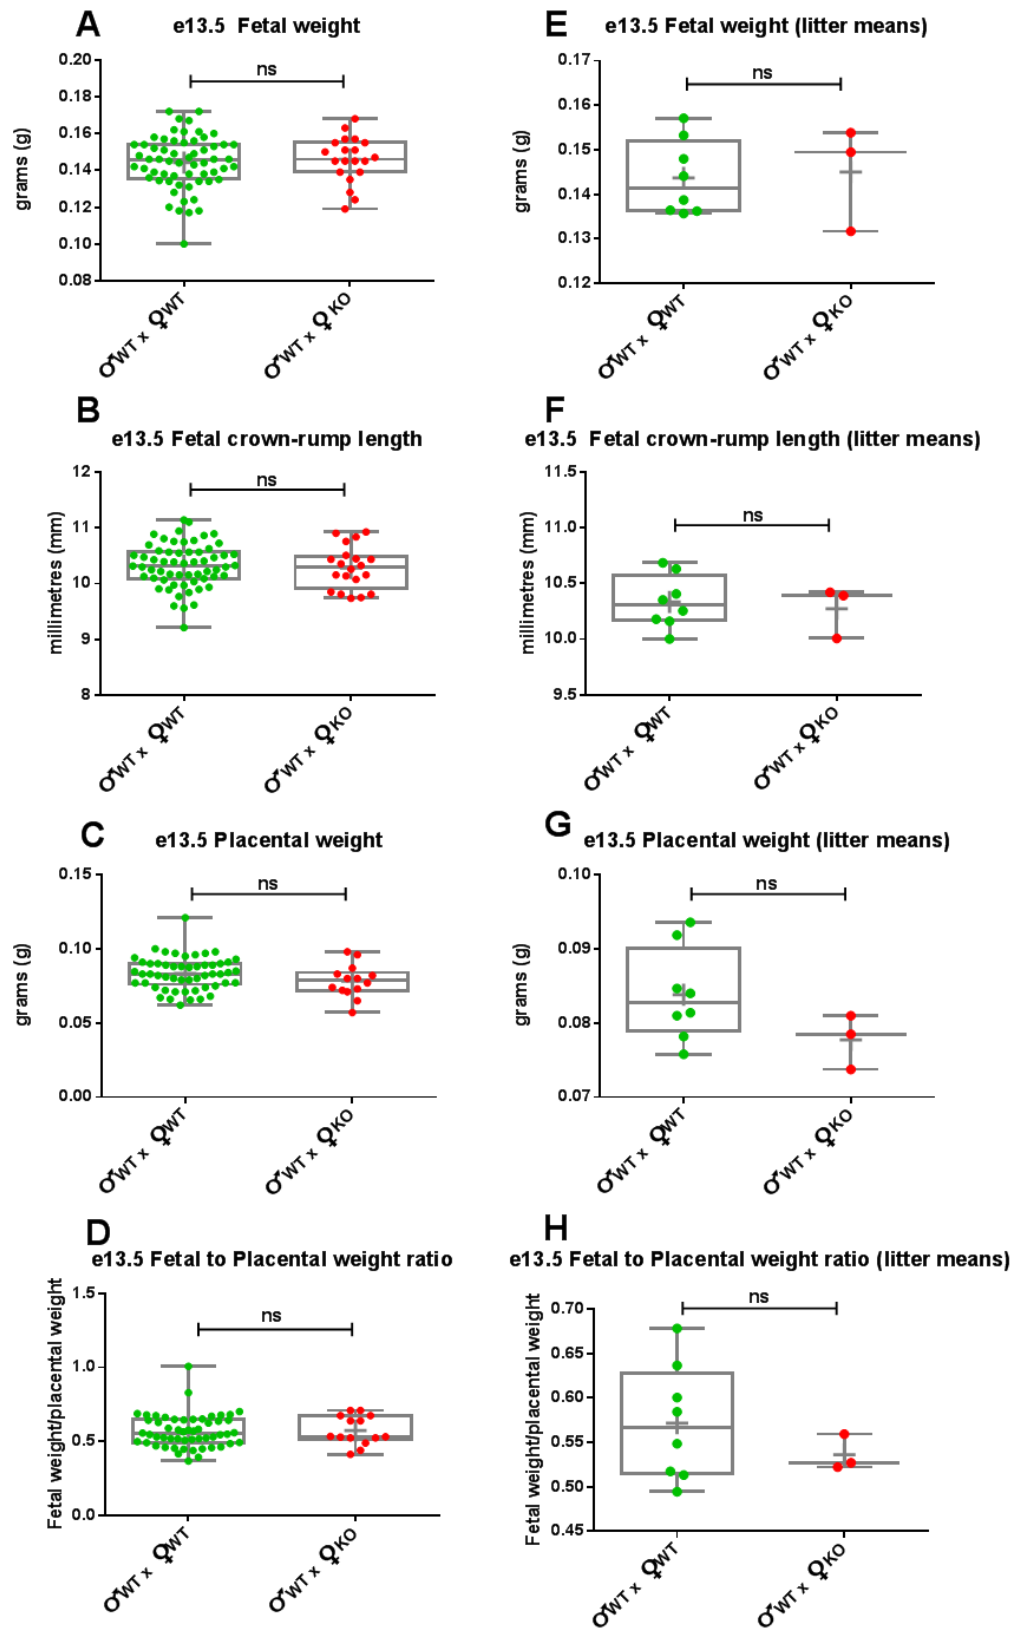 A
e13.5 Fetal weight
ns
grams (g)
0.20
0.18
0.16
0.14
0.12
0.10
0.08
♂WT x ♀WT
♂WT x ♀KO
E
e13.5 Fetal weight (litter means)
ns
grams (g)
0.17
0.16
0.15
0.14
0.13
0.12
♂WT x ♀WT
♂WT x ♀KO
B
e13.5 Fetal crown-rump length
ns
millimetres (mm)
12
11
10
9
8
♂WT x ♀WT
♂WT x ♀KO
F
e13.5 Fetal crown-rump length (litter means)
ns
millimetres (mm)
11.5
11.0
10.5
10.0
9.5
♂WT x ♀WT
♂WT x ♀KO
C
e13.5 Placental weight
ns
grams (g)
0.15
0.10
0.05
0.00
♂WT x ♀WT
♂WT x ♀KO
G
e13.5 Placental weight (litter means)
ns
grams (g)
0.10
0.09
0.08
0.07
♂WT x ♀WT
♂WT x ♀KO
D
e13.5 Fetal to Placental weight ratio
ns
Fetal weight/placental weight
1.5
1.0
0.5
0.0
♂WT x ♀WT
♂WT x ♀KO
H
e13.5 Fetal to Placental weight ratio (litter means)
ns
Fetal weight/placental weight
0.70
0.65
0.60
0.55
0.50
0.45
♂WT x ♀WT
♂WT x ♀KO